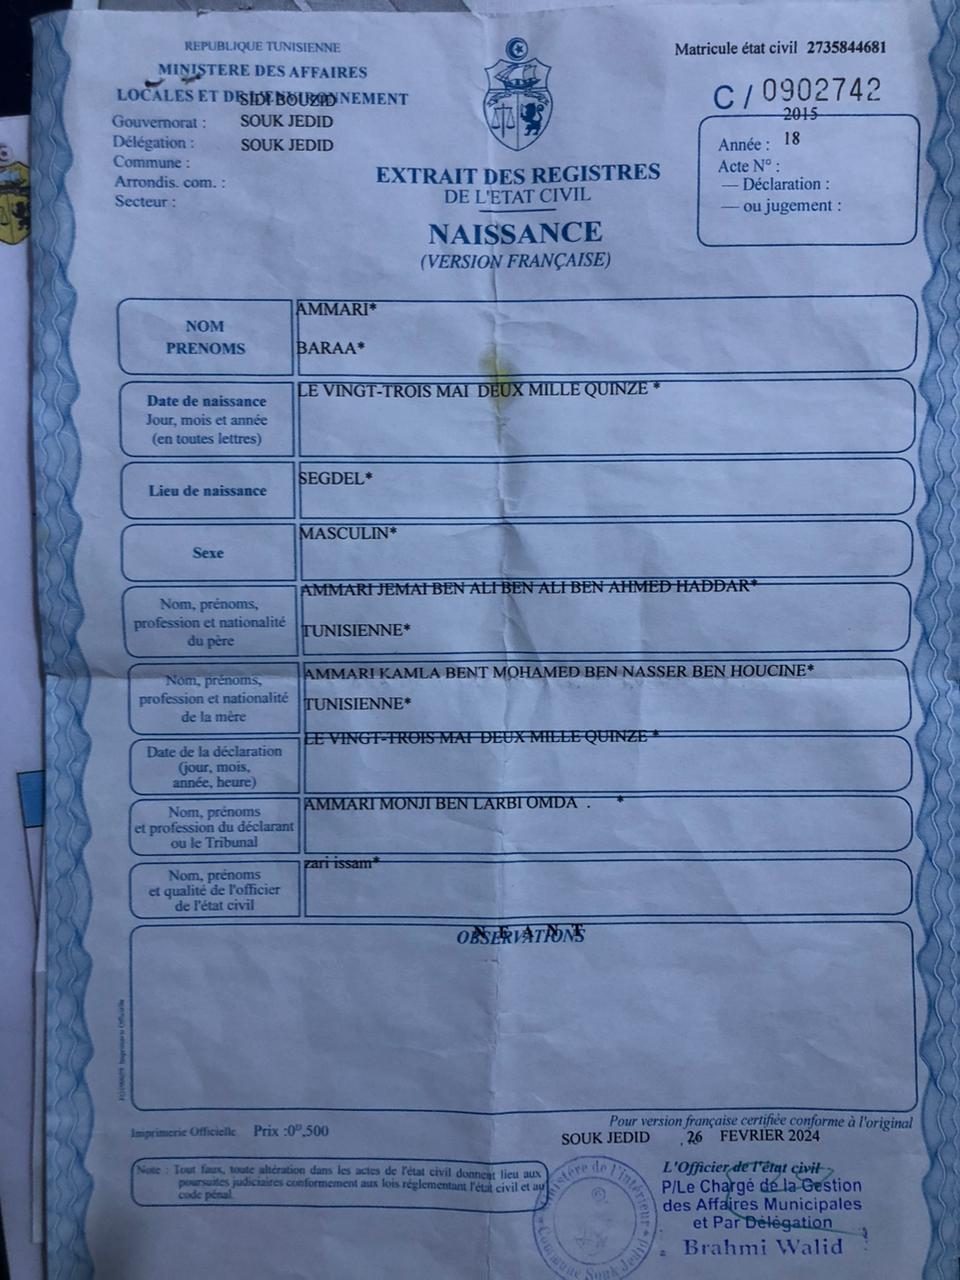 REPUBLIQUE TUNISIENNE
MINISTERE DES AFFAIRES
LOCALES ET DE L'ENVIRONNEMENT
SIDI BOUZID
Gouvernorat : SOUK JEDID
Délégation : SOUK JEDID
Commune :
Arrondis. com. :
Secteur :
Matricule état civil 2735844681
C/ 0902742
2015
Année : 18
Acte N° :
— Déclaration :
— ou jugement :
EXTRAIT DES REGISTRES
DE L'ETAT CIVIL
NAISSANCE
(VERSION FRANÇAISE)
NOM
PRENOMS
AMMARI*
BARAA*
Date de naissance
Jour, mois et année
(en toutes lettres)
LE VINGT-TROIS MAI DEUX MILLE QUINZE *
Lieu de naissance
SEGDEL*
Sexe
MASCULIN*
Nom, prénoms,
profession et nationalité
du père
AMMARI JEMAI BEN ALI BEN ALI BEN AHMED HADDAR*
TUNISIENNE*
Nom, prénoms,
profession et nationalité
de la mère
AMMARI KAMLA BENT MOHAMED BEN NASSER BEN HOUCINE*
TUNISIENNE*
Date de la déclaration
(jour, mois,
année, heure)
LE VINGT-TROIS MAI DEUX MILLE QUINZE *
Nom, prénoms
et profession du déclarant
ou le Tribunal
AMMARI MONJI BEN LARBI OMDA . *
Nom, prénoms
et qualité de l'officier
de l'état civil
zari issam*
OBSERVATIONS
N E A N T
Imprimerie Officielle Prix :0ᴰ,500
Pour version française certifiée conforme à l'original
SOUK JEDID , 26 FEVRIER 2024
Note : Tout faux, toute altération dans les actes de l'état civil donnent lieu aux
poursuites judiciaires conformement aux lois réglementant l'état civil et au
code pénal.
L'Officier de l'état civil
P/Le Chargé de la Gestion
des Affaires Municipales
et Par Délégation
Brahmi Walid
Ministère de l'intérieur
Commune Souk Jedid